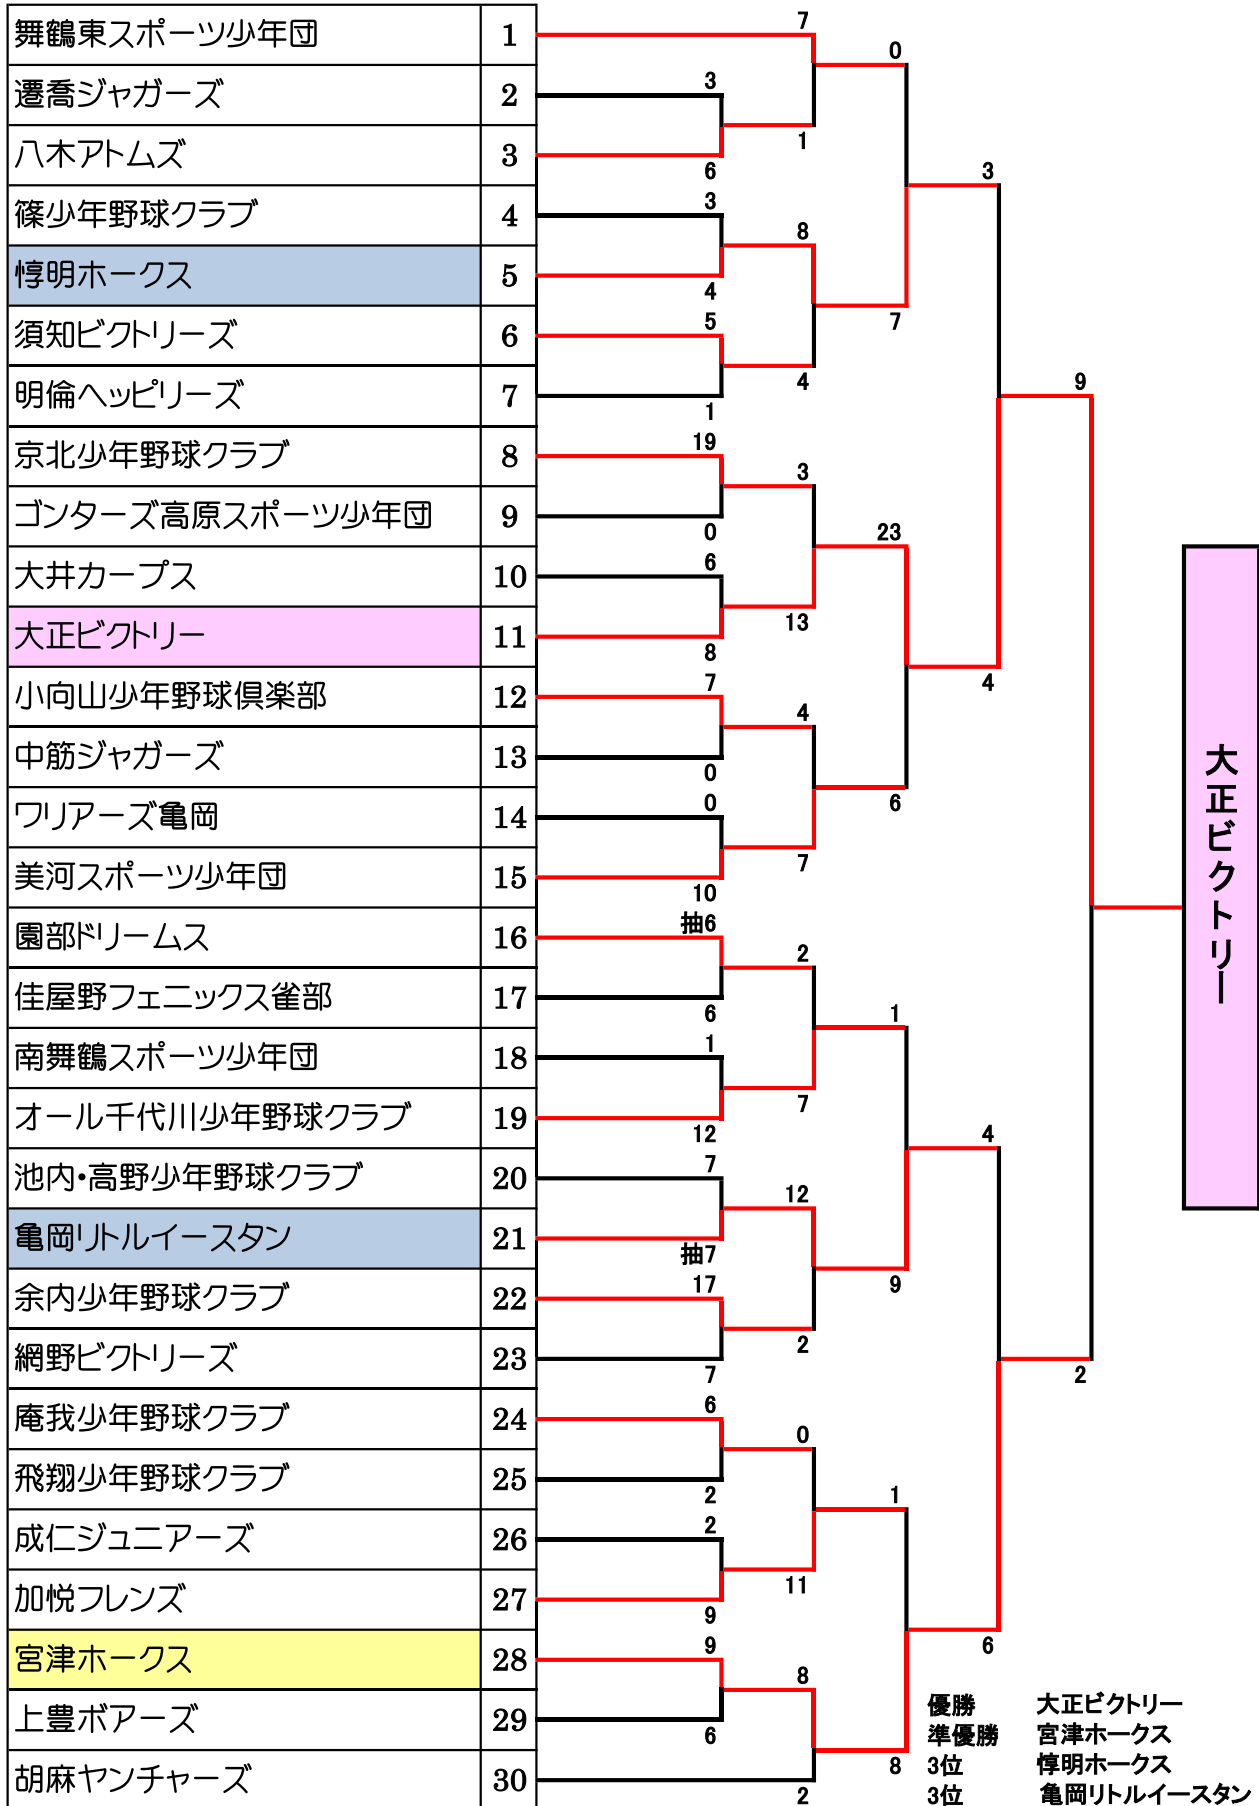 舞鶴東スポーツ少年団 1
遷喬ジャガーズ 2
八木アトムズ 3
篠少年野球クラブ 4
惇明ホークス 5
須知ビクトリーズ 6
明倫ヘッピリーズ 7
京北少年野球クラブ 8
ゴンターズ高原スポーツ少年団 9
大井カープス 10
大正ビクトリー 11
小向山少年野球倶楽部 12
中筋ジャガーズ 13
ワリアーズ亀岡 14
美河スポーツ少年団 15
園部ドリームス 16
佳屋野フェニックス雀部 17
南舞鶴スポーツ少年団 18
オール千代川少年野球クラブ 19
池内・高野少年野球クラブ 20
亀岡リトルイースタン 21
余内少年野球クラブ 22
網野ビクトリーズ 23
庵我少年野球クラブ 24
飛翔少年野球クラブ 25
成仁ジュニアーズ 26
加悦フレンズ 27
宮津ホークス 28
上豊ボアーズ 29
胡麻ヤンチャーズ 30
3
6
3
4
5
1
19
0
6
8
7
0
0
10
抽6
6
1
12
7
抽7
17
7
6
2
2
9
9
6
7
1
8
4
3
13
4
7
2
7
12
2
0
11
8
2
0
7
23
6
1
9
1
8
3
4
4
6
9
2
大正ビクトリー
優勝 大正ビクトリー
準優勝 宮津ホークス
3位 惇明ホークス
3位 亀岡リトルイースタン